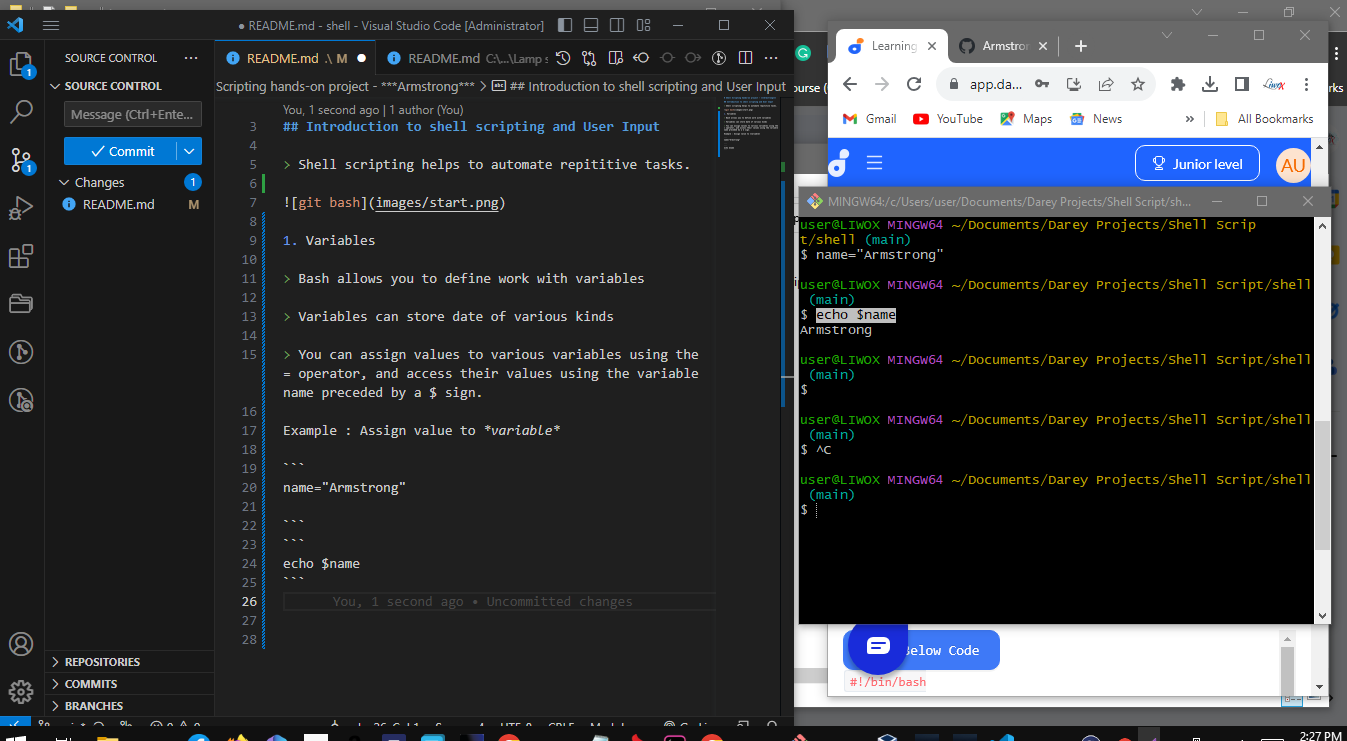 README.md - shell - Visual Studio Code [Administrator]
SOURCE CONTROL
README.md .\ M
README.md C:\...\Lamp s
SOURCE CONTROL
Message (Ctrl+Ente...
Commit
Changes 1
README.md M
REPOSITORIES
COMMITS
BRANCHES
Scripting hands-on project - ***Armstrong*** > ## Introduction to shell scripting and User Input
You, 1 second ago | 1 author (You)
3 ## Introduction to shell scripting and User Input
4
5 > Shell scripting helps to automate repititive tasks.
6
7 ![git bash](images/start.png)
8
9 1. Variables
10
11 > Bash allows you to define work with variables
12
13 > Variables can store date of various kinds
14
15 > You can assign values to various variables using the
= operator, and access their values using the variable
name preceded by a $ sign.
16
17 Example : Assign value to *variable*
18
19 ```
20 name="Armstrong"
21
22 ```
23 ```
24 echo $name
25 ```
26 You, 1 second ago • Uncommitted changes
27
28
Learning
Armstror
app.da...
Gmail
YouTube
Maps
News
»
All Bookmarks
Junior level
AU
MINGW64:/c/Users/user/Documents/Darey Projects/Shell Script/sh...
user@LIWOX MINGW64 ~/Documents/Darey Projects/Shell Scrip
t/shell (main)
$ name="Armstrong"
user@LIWOX MINGW64 ~/Documents/Darey Projects/Shell Script/shell
(main)
$ echo $name
Armstrong
user@LIWOX MINGW64 ~/Documents/Darey Projects/Shell Script/shell
(main)
$
user@LIWOX MINGW64 ~/Documents/Darey Projects/Shell Script/shell
(main)
$ ^C
user@LIWOX MINGW64 ~/Documents/Darey Projects/Shell Script/shell
(main)
$
elow Code
#!/bin/bash
2:27 PM